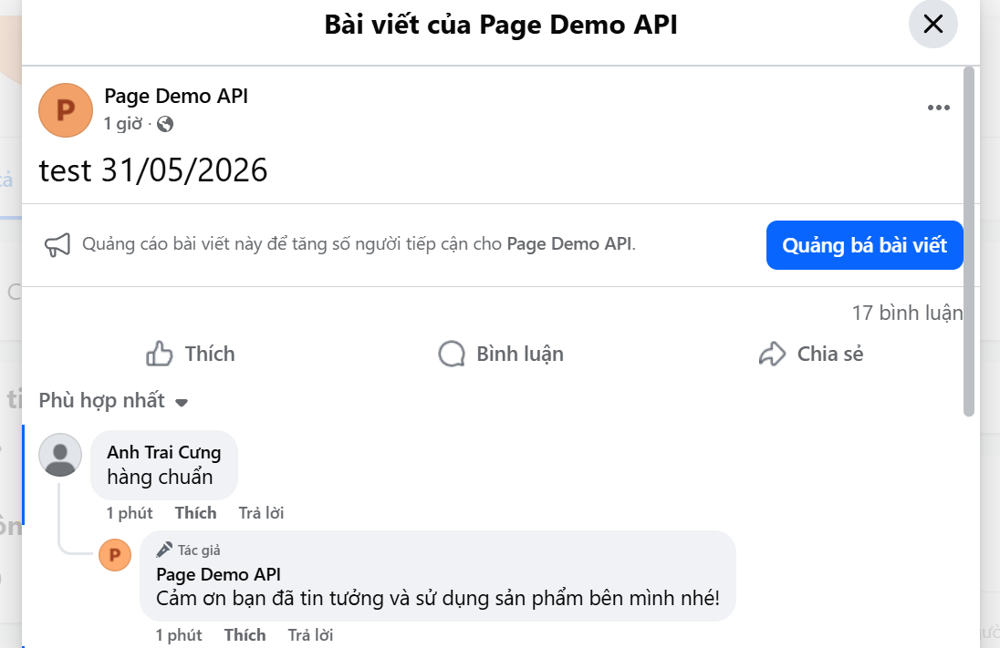 Bài viết của Page Demo API
P
Page Demo API
1 giờ ·
test 31/05/2026
Quảng cáo bài viết này để tăng số người tiếp cận cho Page Demo API.
Quảng bá bài viết
17 bình luận
Thích
Bình luận
Chia sẻ
Phù hợp nhất
Anh Trai Cưng
hàng chuẩn
1 phút Thích Trả lời
P
Tác giả
Page Demo API
Cảm ơn bạn đã tin tưởng và sử dụng sản phẩm bên mình nhé!
1 phút Thích Trả lời